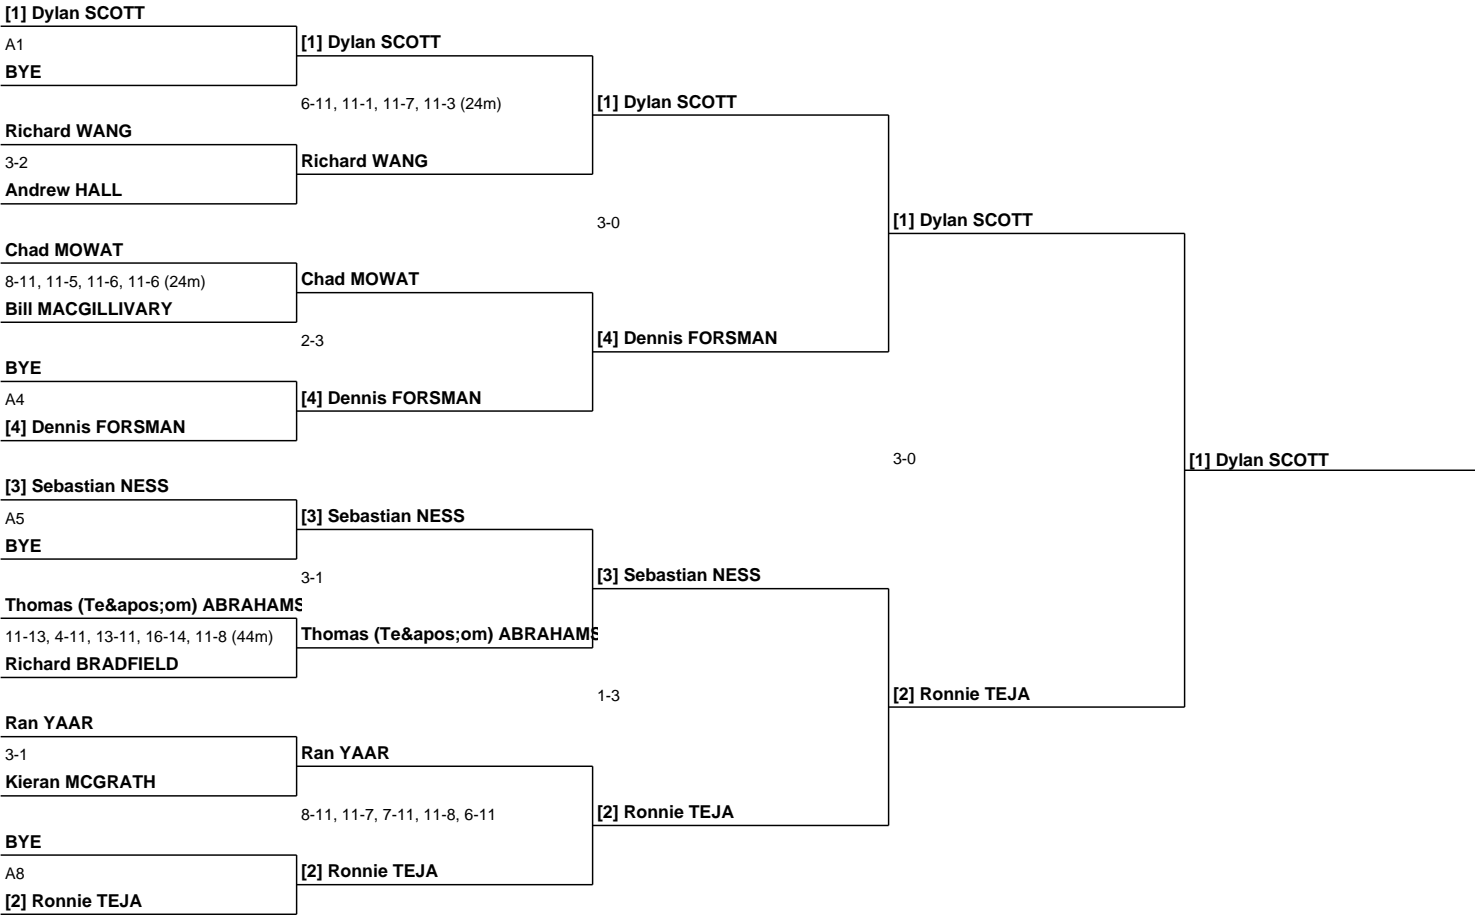 [1] Dylan SCOTT
A1
BYE
Richard WANG
3-2
Andrew HALL
Chad MOWAT
8-11, 11-5, 11-6, 11-6 (24m)
Bill MACGILLIVARY
BYE
A4
[4] Dennis FORSMAN
[3] Sebastian NESS
A5
BYE
Thomas (Te&apos;om) ABRAHAMS
11-13, 4-11, 13-11, 16-14, 11-8 (44m)
Richard BRADFIELD
Ran YAAR
3-1
Kieran MCGRATH
BYE
A8
[2] Ronnie TEJA
[1] Dylan SCOTT
6-11, 11-1, 11-7, 11-3 (24m)
Richard WANG
Chad MOWAT
2-3
[4] Dennis FORSMAN
[3] Sebastian NESS
3-1
Thomas (Te&apos;om) ABRAHAMS
Ran YAAR
8-11, 11-7, 7-11, 11-8, 6-11
[2] Ronnie TEJA
[1] Dylan SCOTT
3-0
[4] Dennis FORSMAN
[3] Sebastian NESS
1-3
[2] Ronnie TEJA
[1] Dylan SCOTT
3-0
[2] Ronnie TEJA
[1] Dylan SCOTT